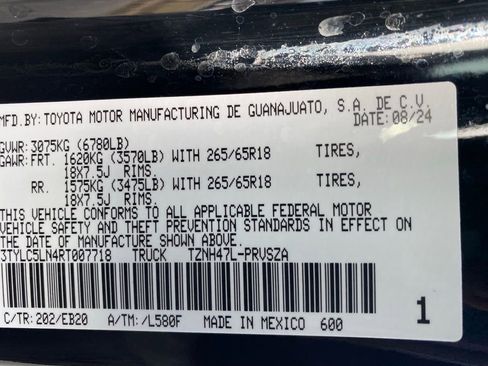 MFD.BY:TOYOTA MOTOR MANUFACTURING DE GUANAJUATO, S.A. DE C.V.
DATE: 08/24
GVWR: 3075KG (6780LB)
GAWR: FRT. 1620KG (3570LB) WITH 265/65R18 TIRES,
18X7.5J RIMS.
RR. 1575KG (3475LB) WITH 265/65R18 TIRES,
18X7.5J RIMS.
THIS VEHICLE CONFORMS TO ALL APPLICABLE FEDERAL MOTOR
VEHICLE SAFETY AND THEFT PREVENTION STANDARDS IN EFFECT
ON THE DATE OF MANUFACTURE SHOWN ABOVE.
3TYLC5LN4RT007718 TRUCK TZNH47L-PRVSZA
C/TR: 202/EB20 A/TM: /L580F MADE IN MEXICO 600 1